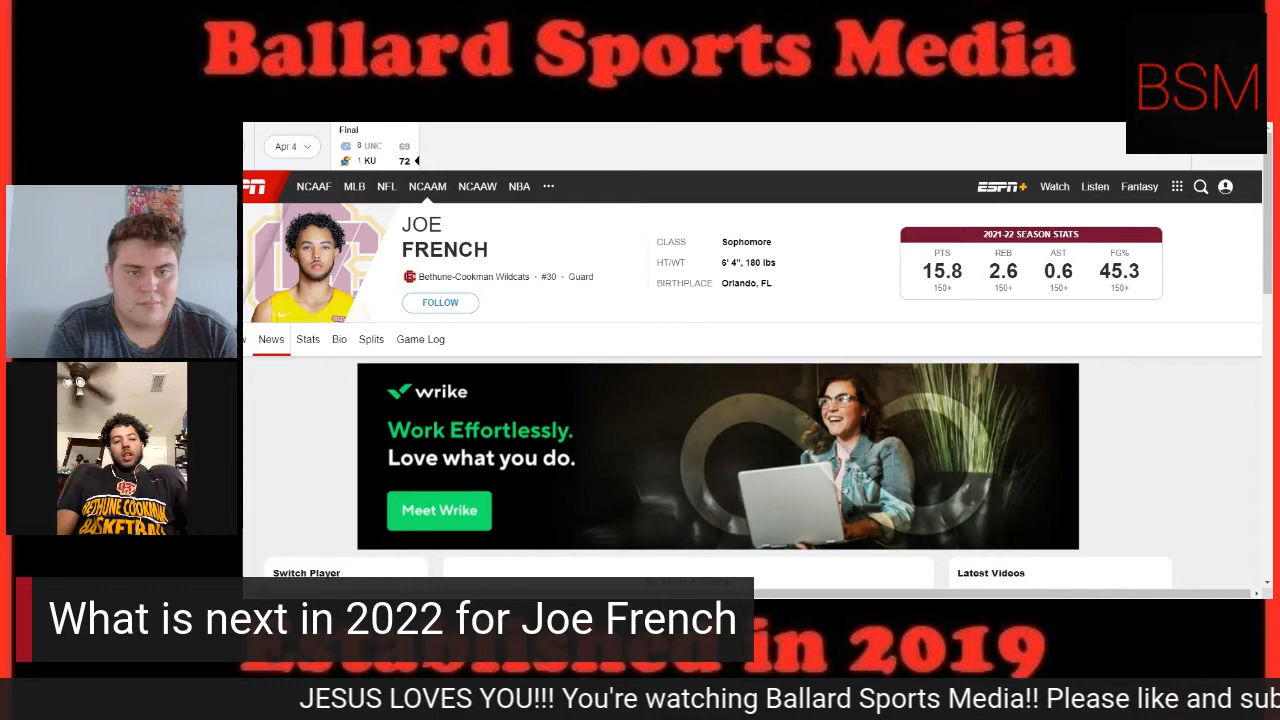 Ballard Sports Media
BSM
Apr 4
Final
8 UNC 69
1 KU 72
NCAAF MLB NFL NCAAM NCAAW NBA ...
ESPN+ Watch Listen Fantasy
JOE
FRENCH
Bethune-Cookman Wildcats • #30 • Guard
FOLLOW
CLASS Sophomore
HT/WT 6' 4", 180 lbs
BIRTHPLACE Orlando, FL
2021-22 SEASON STATS
PTS REB AST FG%
15.8 2.6 0.6 45.3
150+ 150+ 150+ 150+
News Stats Bio Splits Game Log
wrike
Work Effortlessly.
Love what you do.
Meet Wrike
BETHUNE COOKMAN
BASKETBALL
Switch Player
Latest Videos
What is next in 2022 for Joe French
Established in 2019
JESUS LOVES YOU!!! You're watching Ballard Sports Media!! Please like and sub